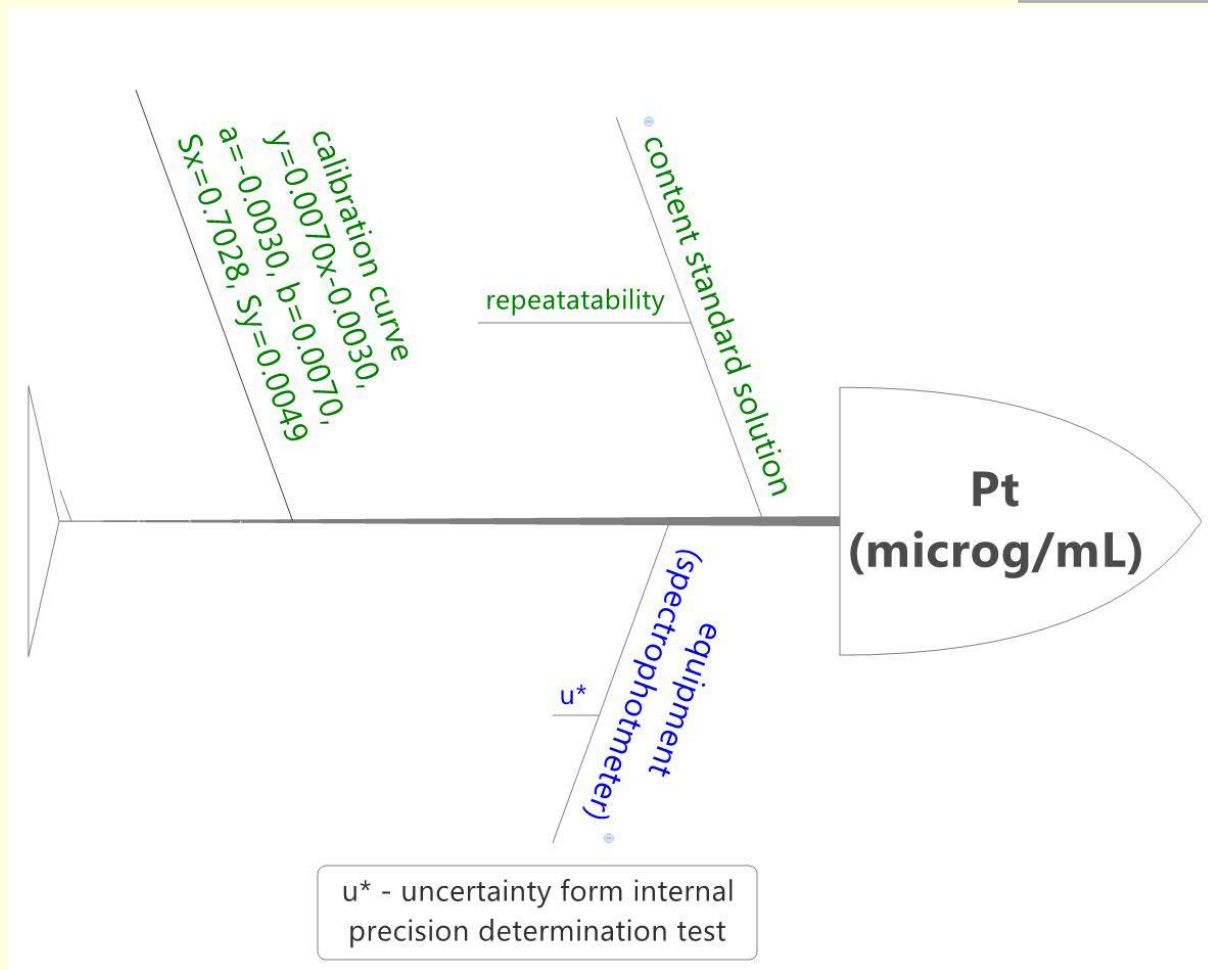 calibration curve
y=0.0070x-0.0030,
a=-0.0030, b=0.0070,
Sx=0.7028, Sy=0.0049
content standard solution
repeatatability
Pt
(microg/mL)
equipment
(spectrophotmeter)
u*
u* - uncertainty form internal
precision determination test